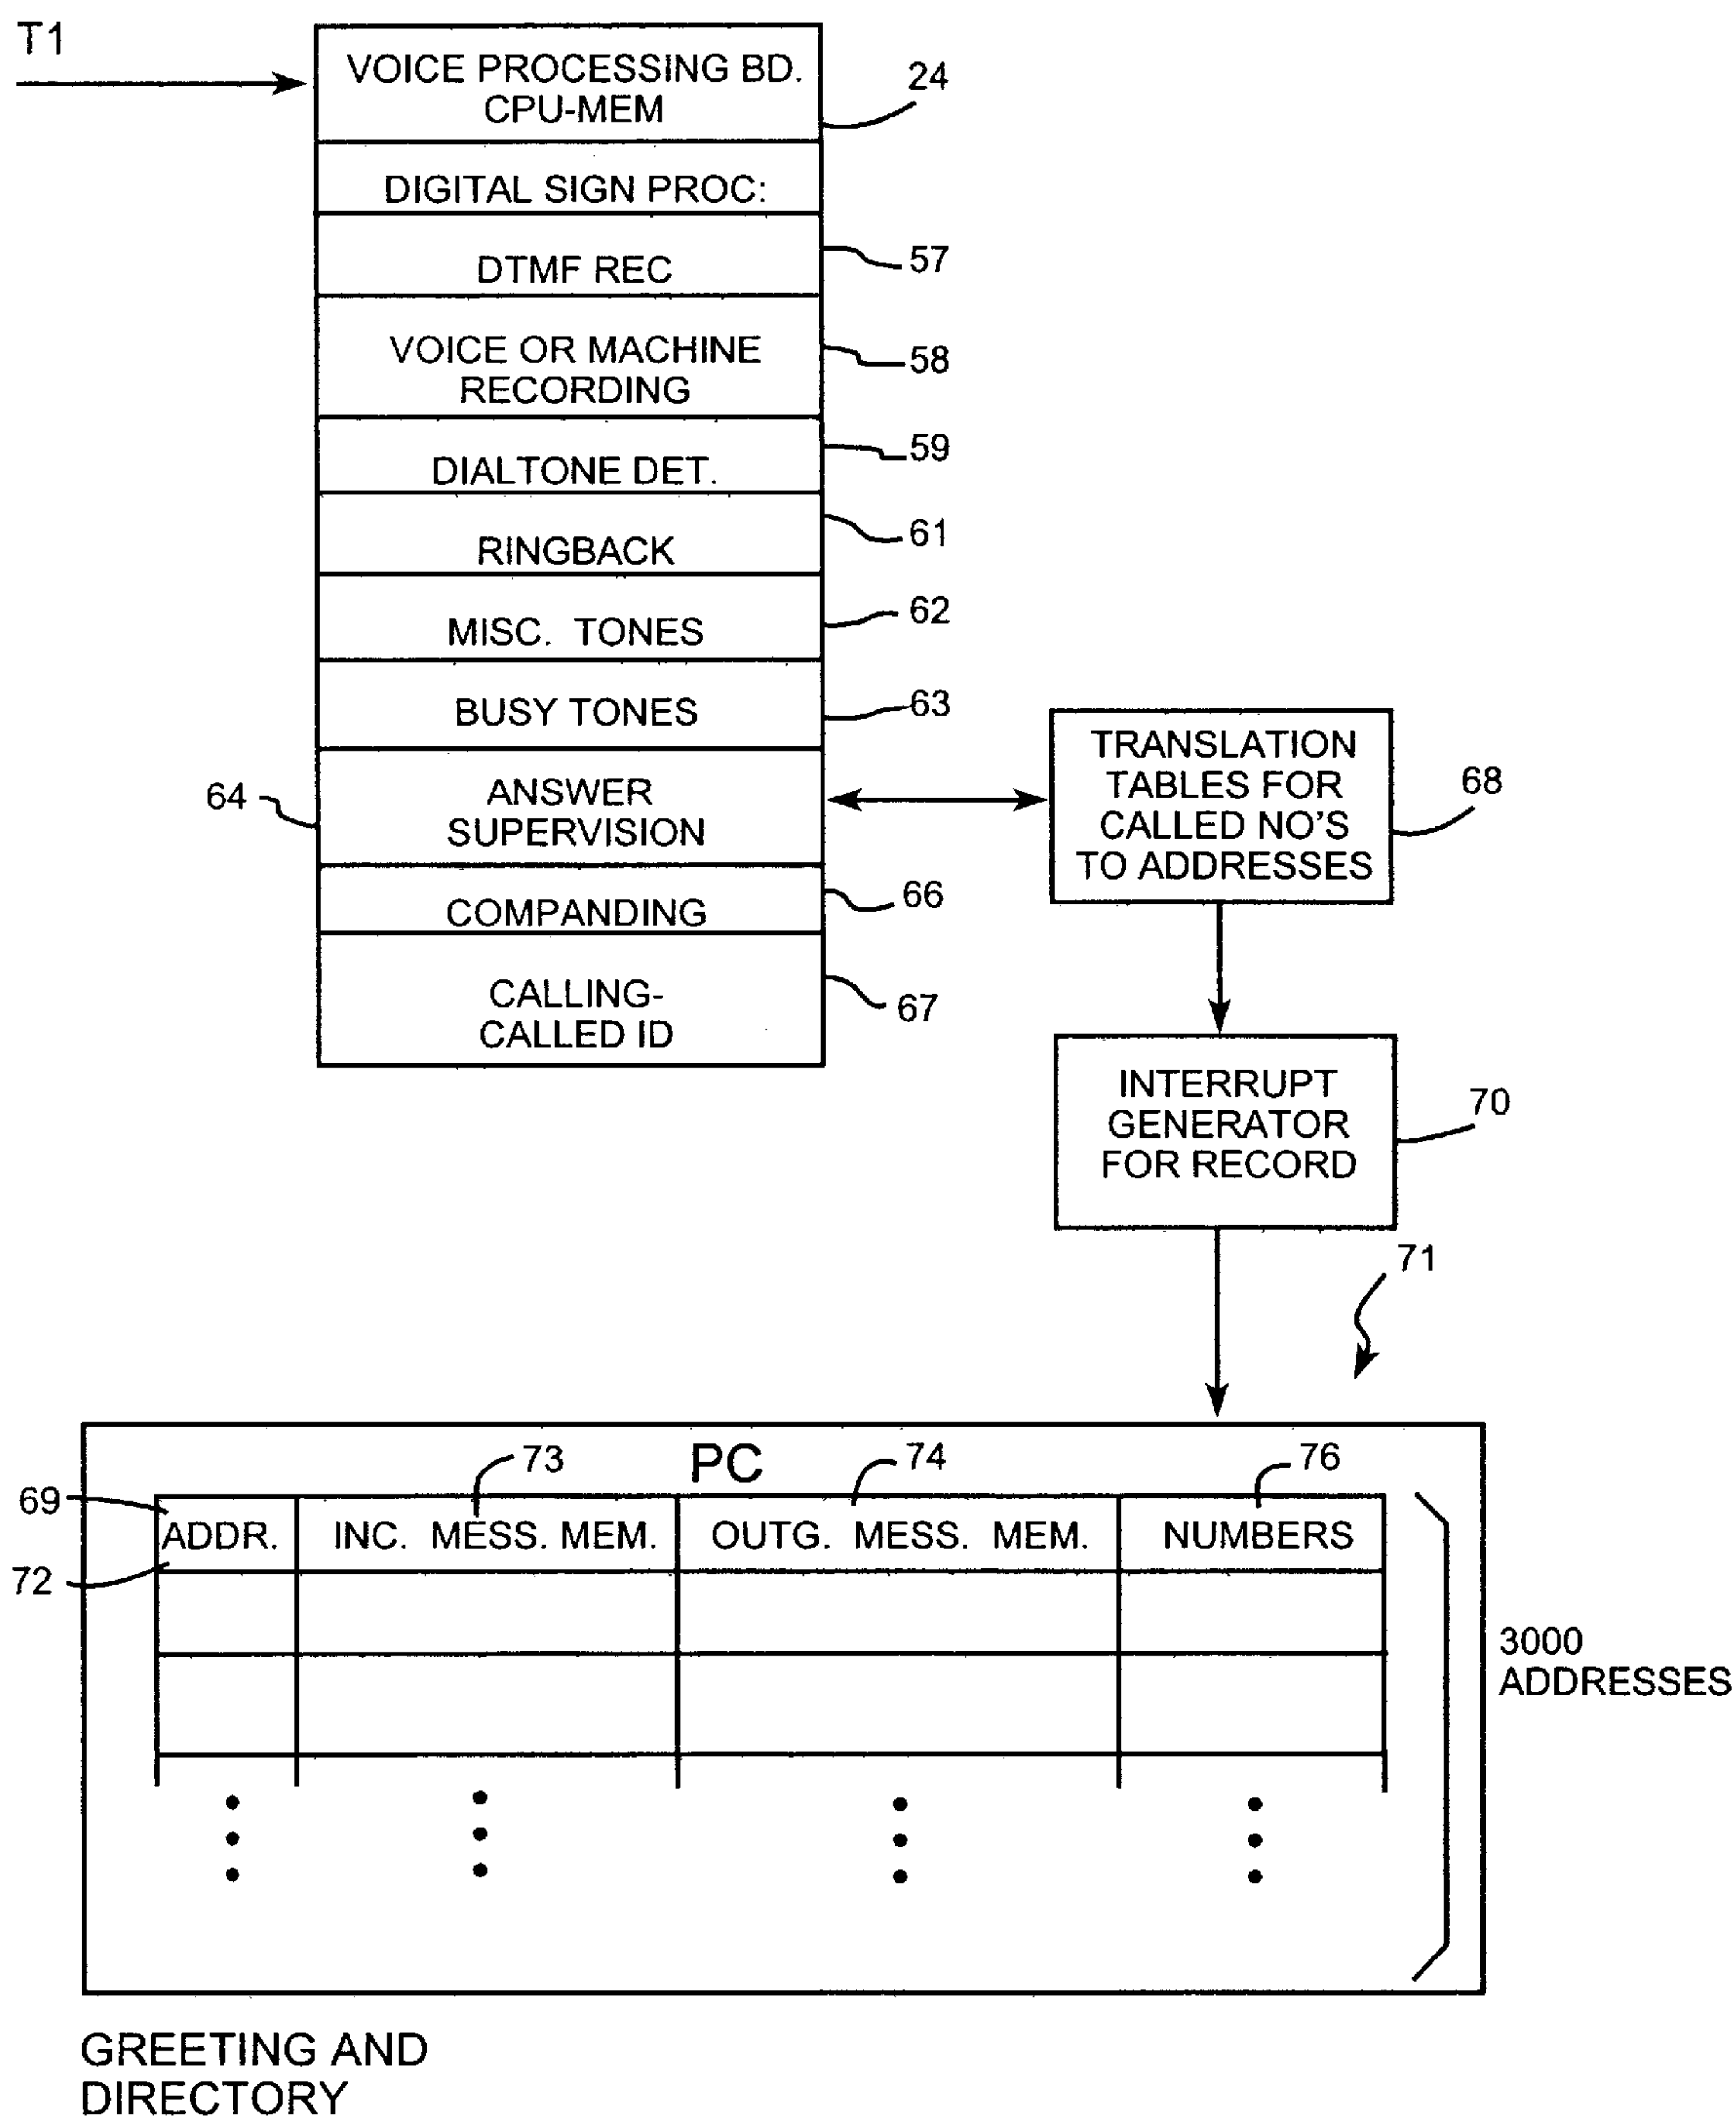 T1
VOICE PROCESSING BD.
CPU-MEM
24
DIGITAL SIGN PROC:
DTMF REC
57
VOICE OR MACHINE
RECORDING
58
DIALTONE DET.
59
RINGBACK
61
MISC. TONES
62
BUSY TONES
63
64
ANSWER
SUPERVISION
TRANSLATION
TABLES FOR
CALLED NO'S
TO ADDRESSES
68
COMPANDING
66
CALLING-
CALLED ID
67
INTERRUPT
GENERATOR
FOR RECORD
70
71
PC
73
74
76
69
72
ADDR.
INC. MESS. MEM.
OUTG. MESS. MEM.
NUMBERS
3000
ADDRESSES
GREETING AND
DIRECTORY